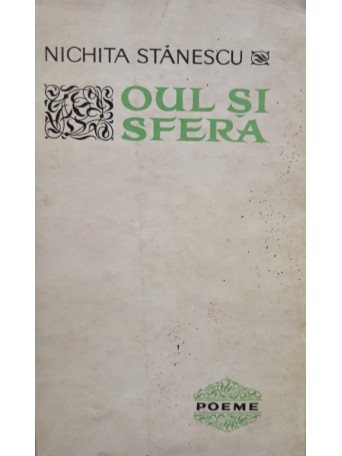 NICHITA STĂNESCU
OUL ȘI
SFERA
POEME